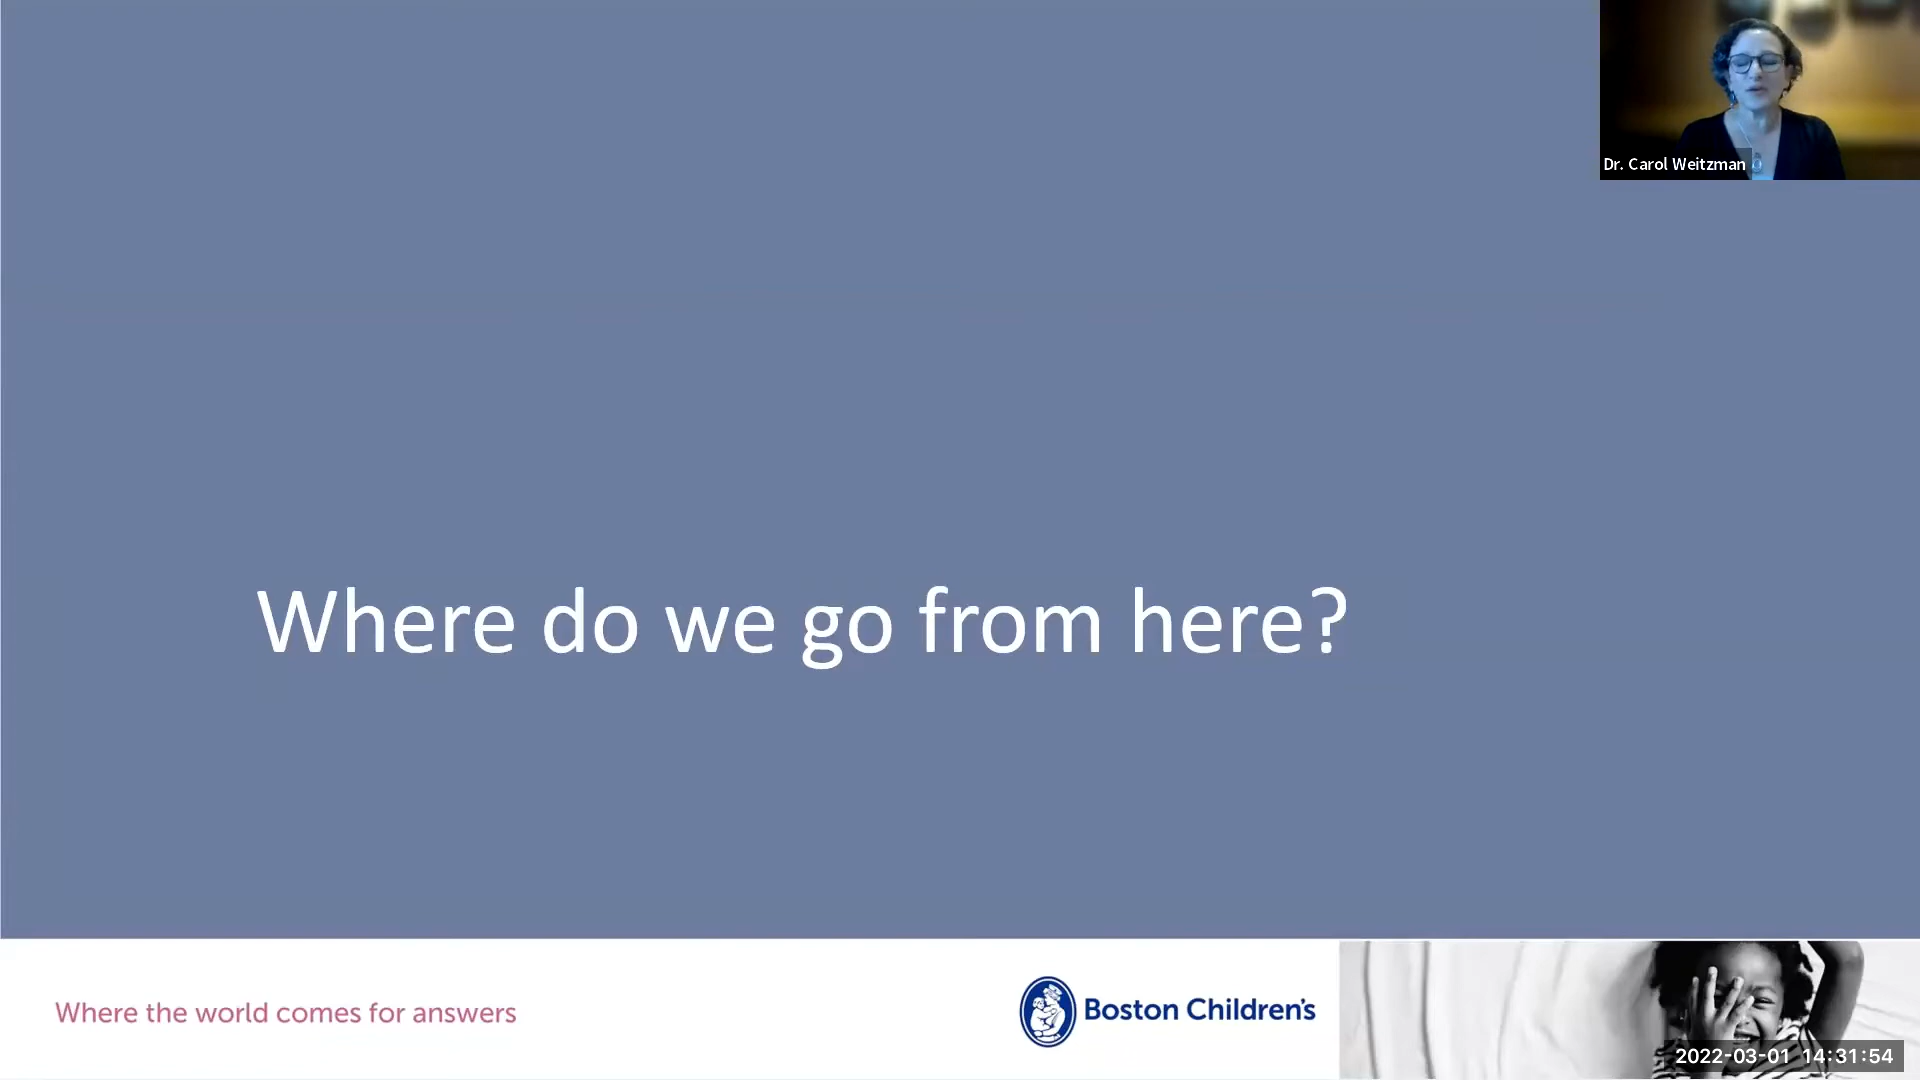 Dr. Carol Weitzman
Where do we go from here?
Where the world comes for answers
Boston Children's
2022-03-01 14:31:54